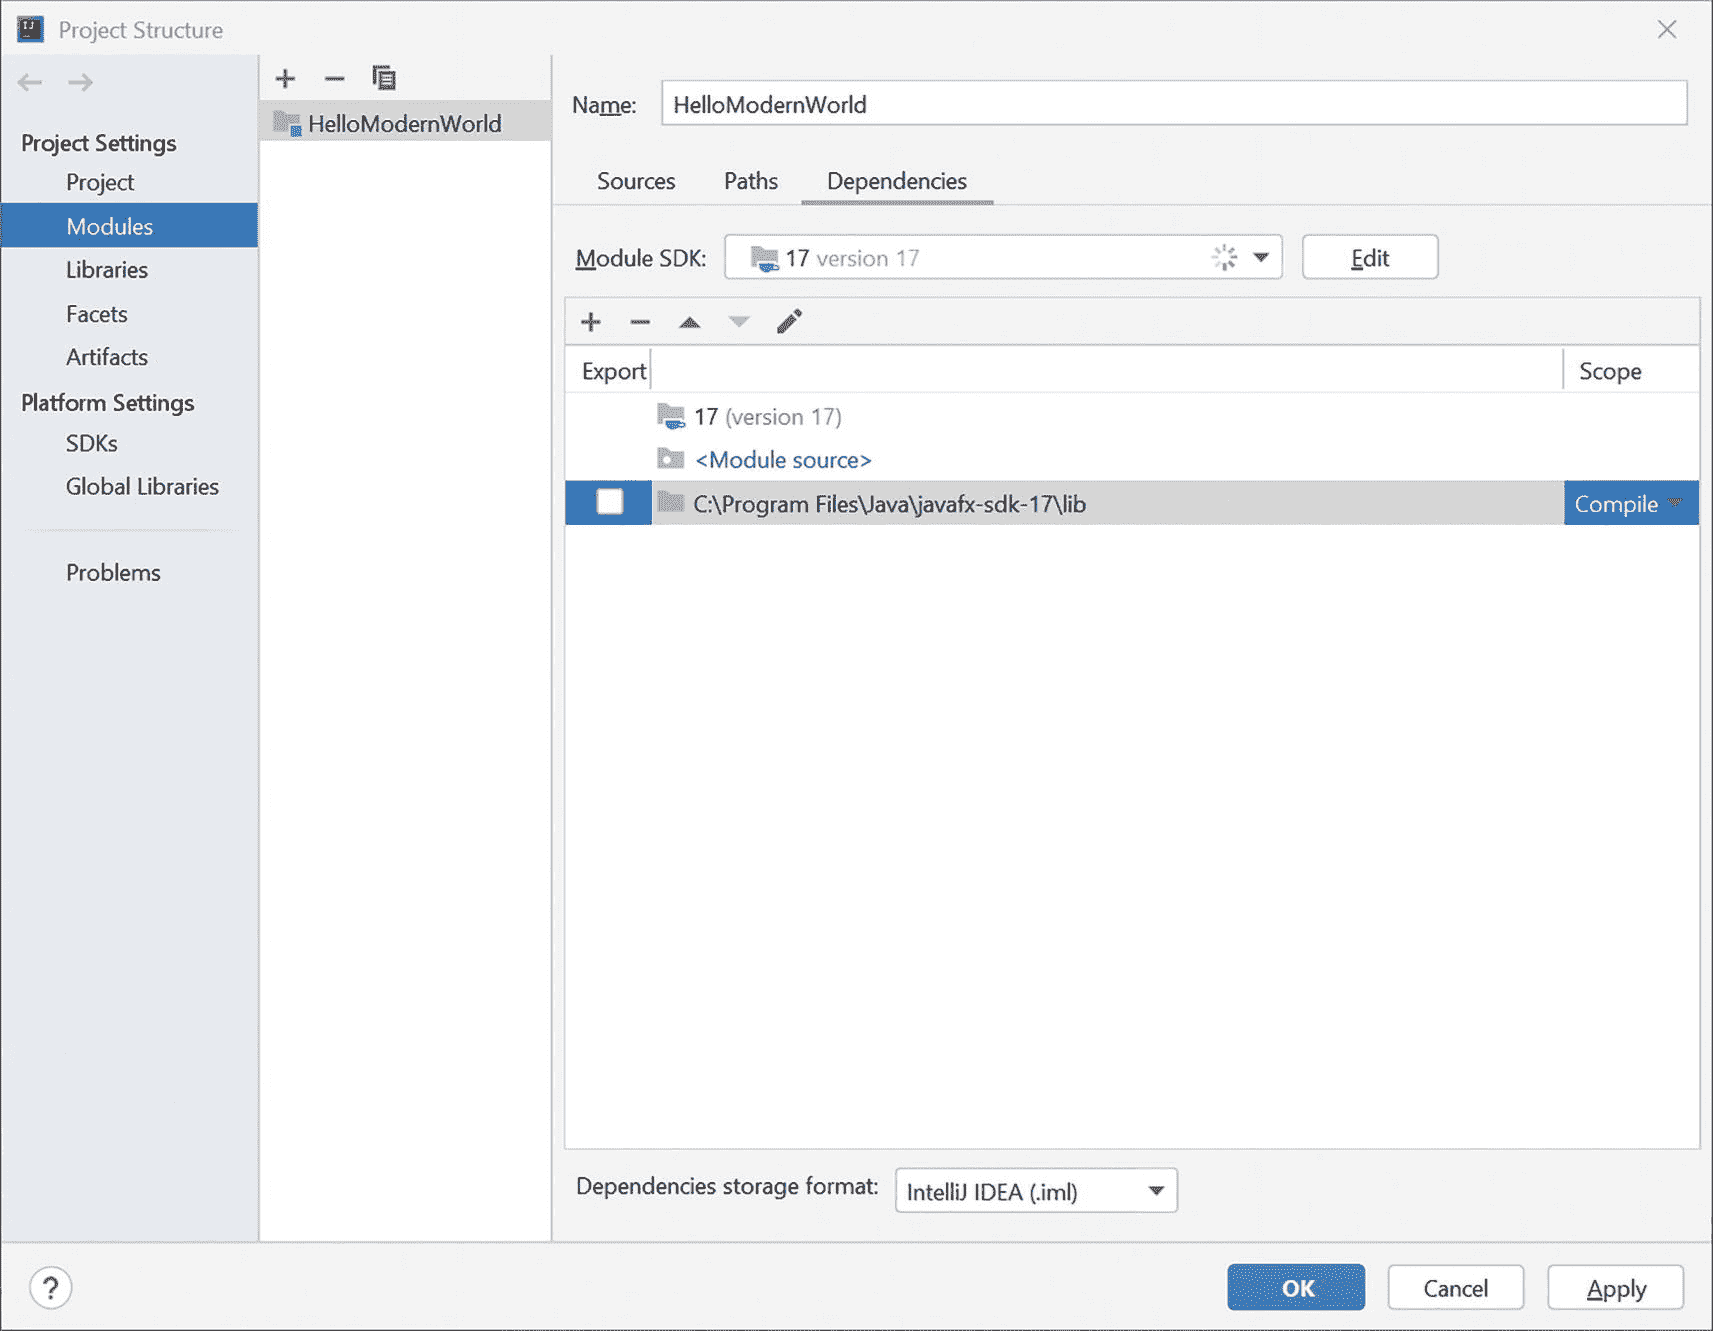 Project Structure
Project Settings
Project
Modules
Libraries
Facets
Artifacts
Platform Settings
SDKs
Global Libraries
Problems
HelloModernWorld
Name: HelloModernWorld
Sources Paths Dependencies
Module SDK: 17 version 17 Edit
Export Scope
17 (version 17)
<Module source>
C:\Program Files\Java\javafx-sdk-17\lib Compile
Dependencies storage format: IntelliJ IDEA (.iml)
? OK Cancel Apply